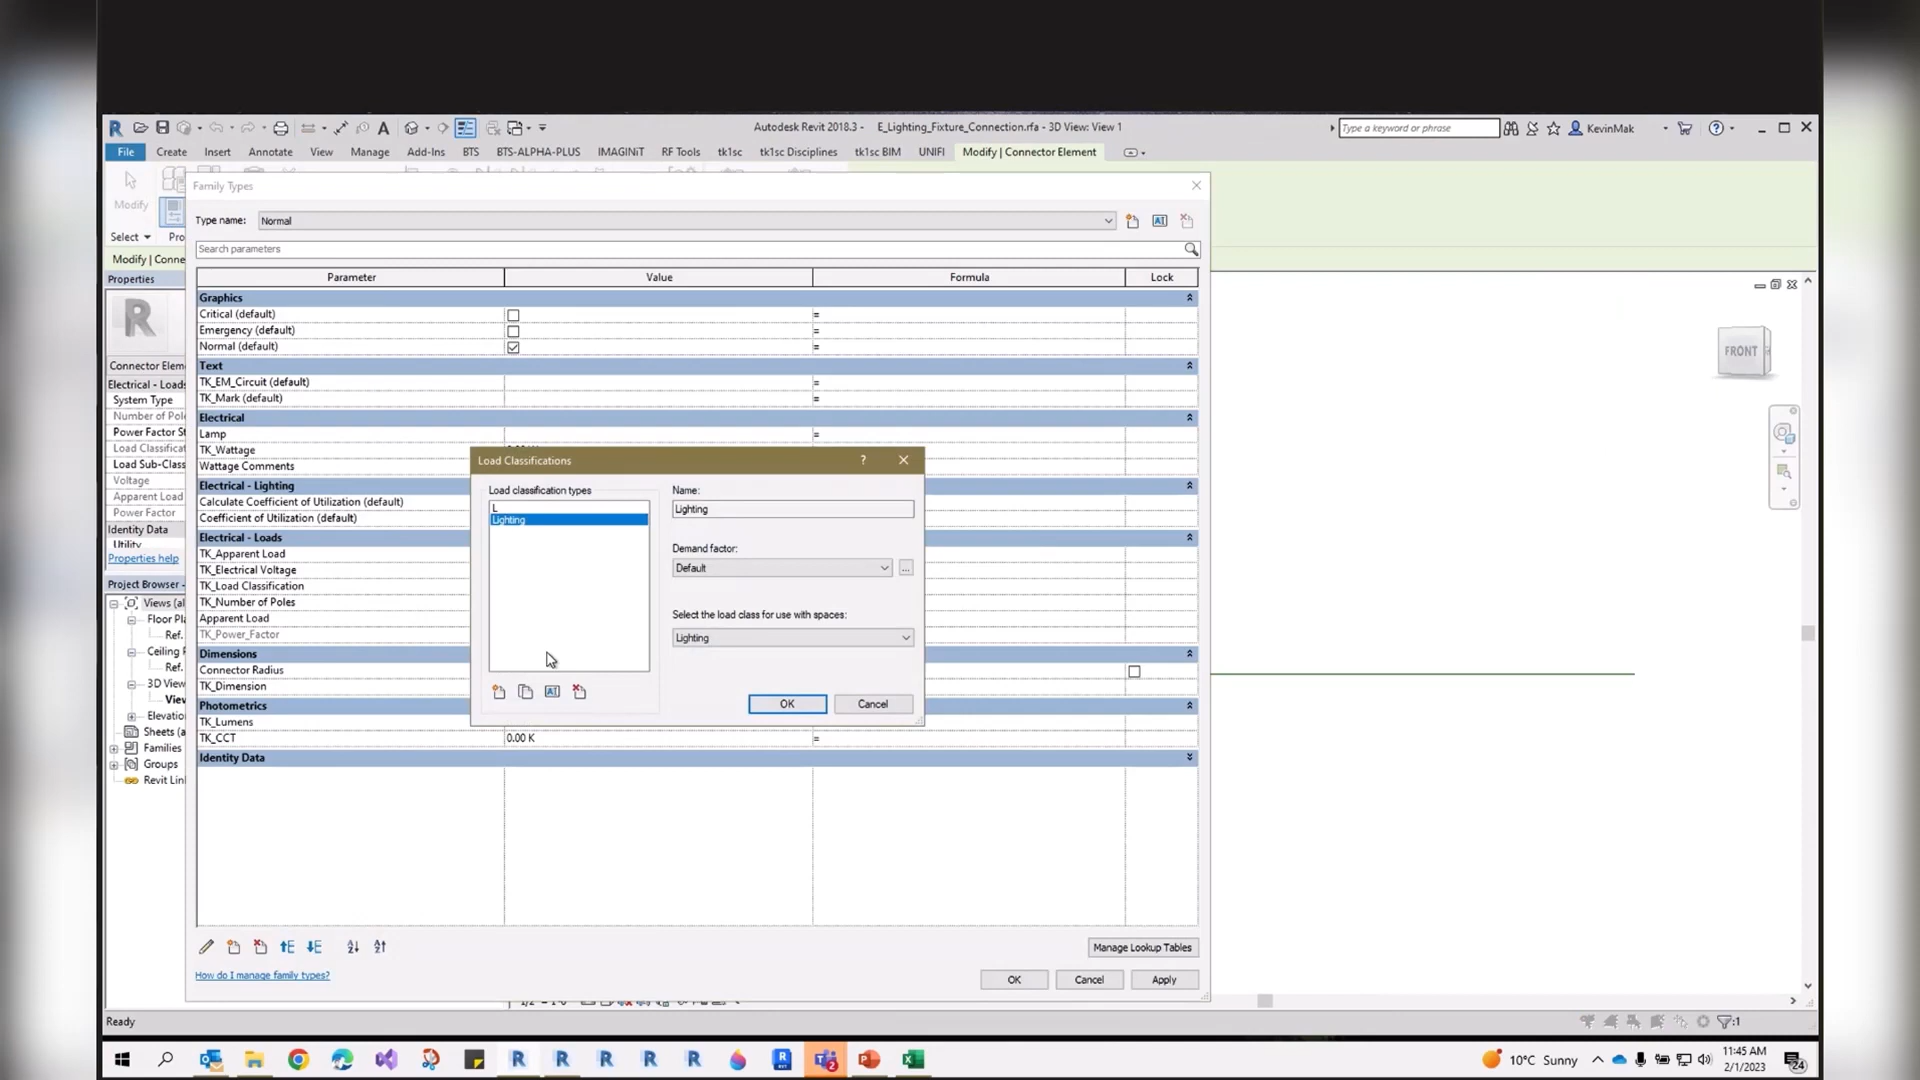 Autodesk Revit 2018.3 - E_Lighting_Fixture_Connection.rfa - 3D View: View 1
Type a keyword or phrase
KevinMak
File Create Insert Annotate View Manage Add-Ins BTS BTS-ALPHA-PLUS IMAGINiT RF Tools tk1sc tk1sc Disciplines tk1sc BIM UNIFI Modify | Connector Element
Modify
Select
Pro
Modify | Conne
Properties
Connector Elem
Electrical - Loads
System Type
Number of Pole
Power Factor St
Load Classificat
Load Sub-Class
Voltage
Apparent Load
Power Factor
Identity Data
Utility
Properties help
Project Browser -
Views (al
Floor Pla
Ref.
Ceiling P
Ref.
3D View
View
Elevatio
Sheets (a
Families
Groups
Revit Lin
Family Types
Type name: Normal
Search parameters
Parameter Value Formula Lock
Graphics
Critical (default) =
Emergency (default) =
Normal (default) =
Text
TK_EM_Circuit (default) =
TK_Mark (default) =
Electrical
Lamp =
TK_Wattage
Wattage Comments
Electrical - Lighting
Calculate Coefficient of Utilization (default)
Coefficient of Utilization (default)
Electrical - Loads
TK_Apparent Load
TK_Electrical Voltage
TK_Load Classification
TK_Number of Poles
Apparent Load
TK_Power_Factor
Dimensions
Connector Radius
TK_Dimension
Photometrics
TK_Lumens
TK_CCT 0.00 K =
Identity Data
Load Classifications ?
Load classification types
L
Lighting
Name:
Lighting
Demand factor:
Default
...
Select the load class for use with spaces:
Lighting
OK Cancel
Manage Lookup Tables
How do I manage family types?
OK Cancel Apply
FRONT
Ready
:1
10°C Sunny
11:45 AM
2/1/2023
24